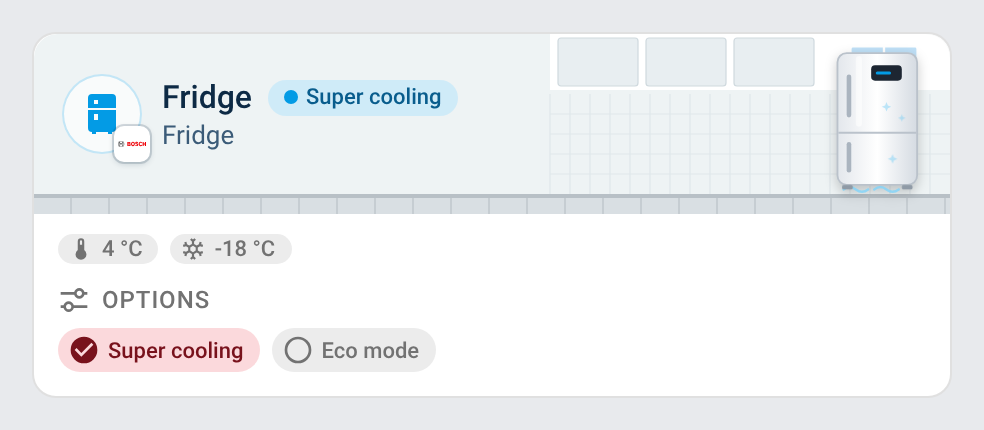 Fridge
Super cooling
Fridge
BOSCH
4 °C
-18 °C
OPTIONS
Super cooling
Eco mode